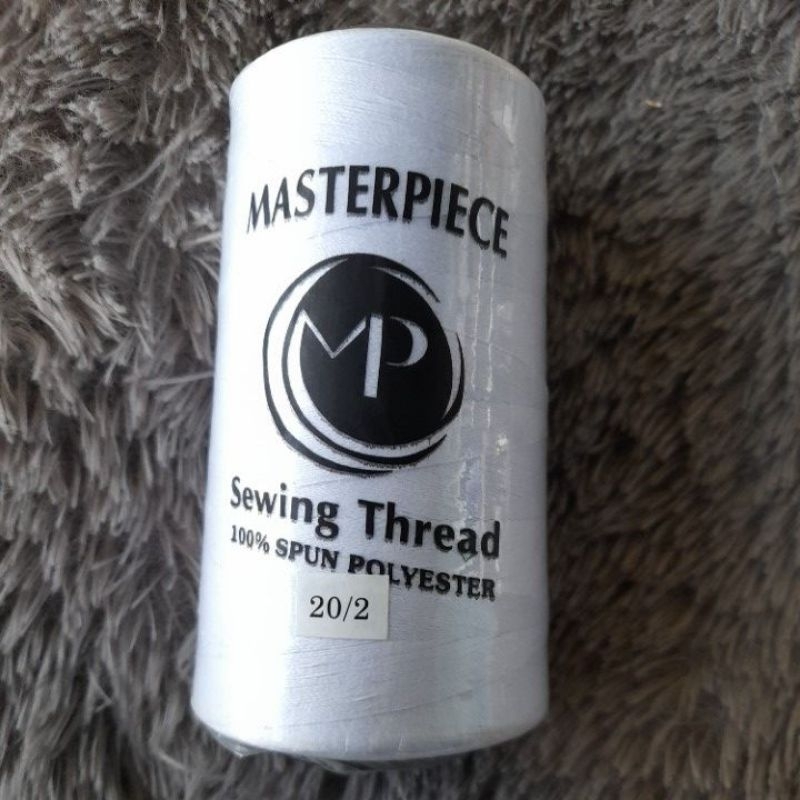 MASTERPIECE
MP
Sewing Thread
100% SPUN POLYESTER
20/2